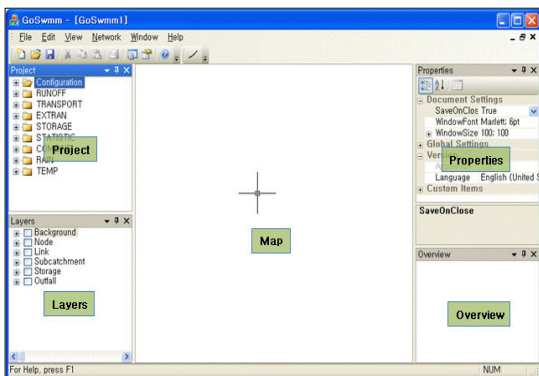 GoSwmm - [GoSwmm1]
File Edit View Network Window Help
Project
Configuration
RUNOFF
TRANSPORT
EXTRAN
STORAGE
STATISTIC
RAIN
TEMP
Project
Layers
Background
Node
Link
Subcatchment
Storage
Outfall
Layers
Map
Properties
Document Settings
SaveOnClos True
WindowFont Marlett; 6pt
WindowSize 100; 100
Global Settings
Language English (United S
Custom Items
Properties
SaveOnClose
Overview
Overview
For Help, press F1
NUM